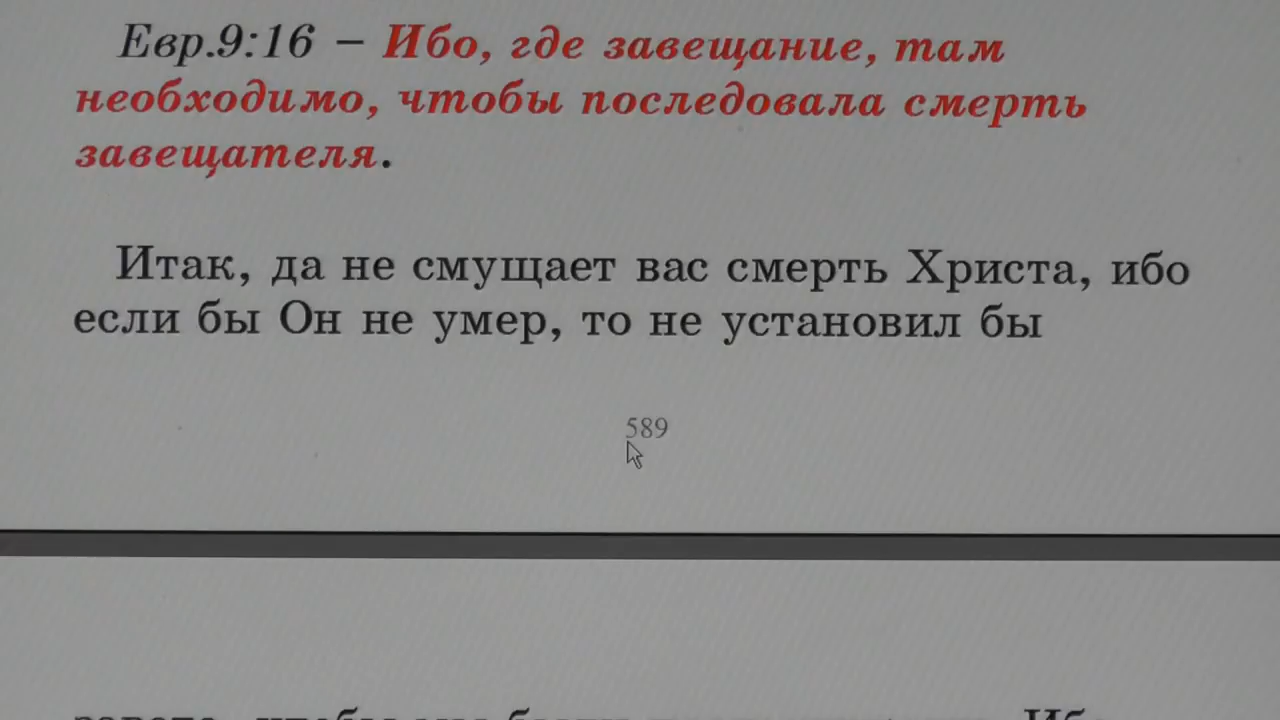 Евр.9:16 – Ибо, где завещание, там
необходимо, чтобы последовала смерть
завещателя.
Итак, да не смущает вас смерть Христа, ибо
если бы Он не умер, то не установил бы
589